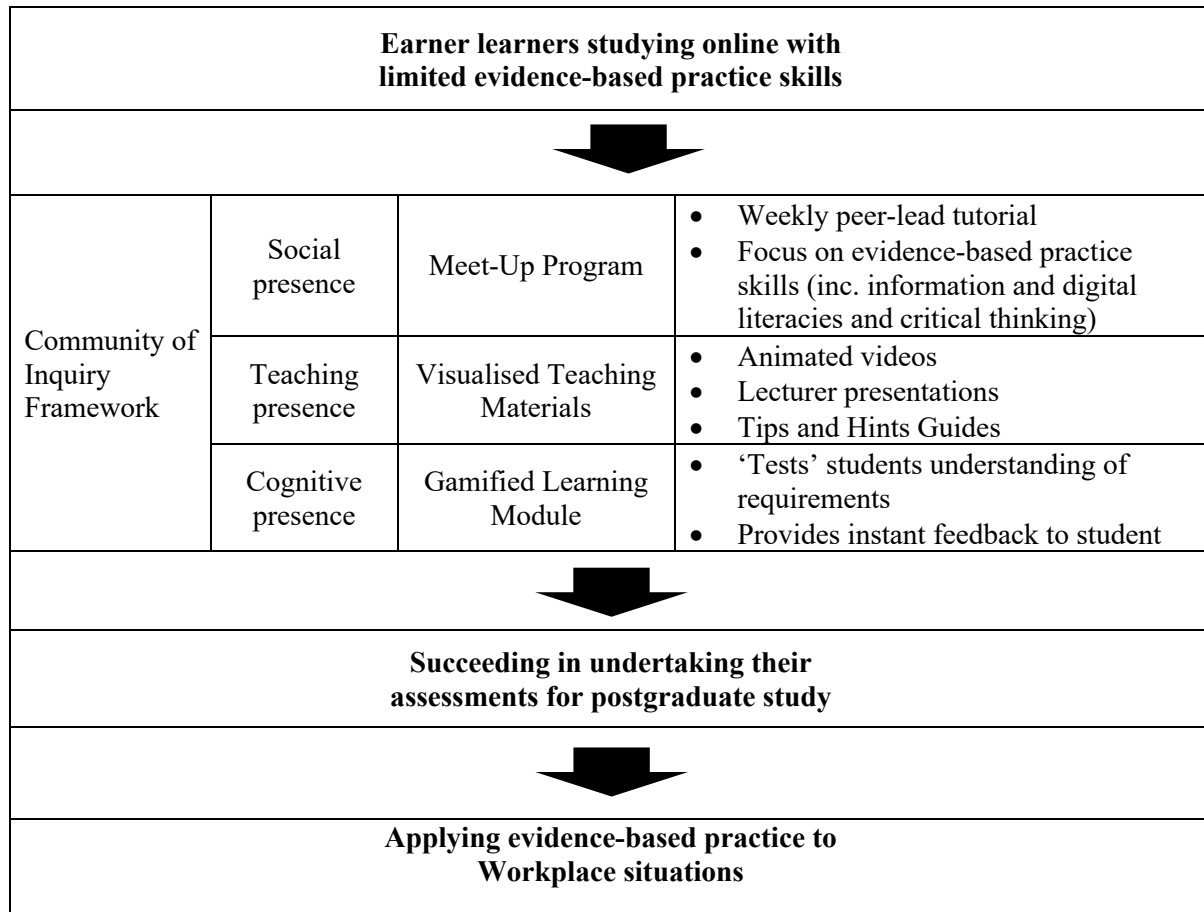 Earner learners studying online with
limited evidence-based practice skills
Community of
Inquiry
Framework
Social
presence
Meet-Up Program
• Weekly peer-lead tutorial
• Focus on evidence-based practice
skills (inc. information and digital
literacies and critical thinking)
Teaching
presence
Visualised Teaching
Materials
• Animated videos
• Lecturer presentations
• Tips and Hints Guides
Cognitive
presence
Gamified Learning
Module
• ‘Tests’ students understanding of
requirements
• Provides instant feedback to student
Succeeding in undertaking their
assessments for postgraduate study
Applying evidence-based practice to
Workplace situations